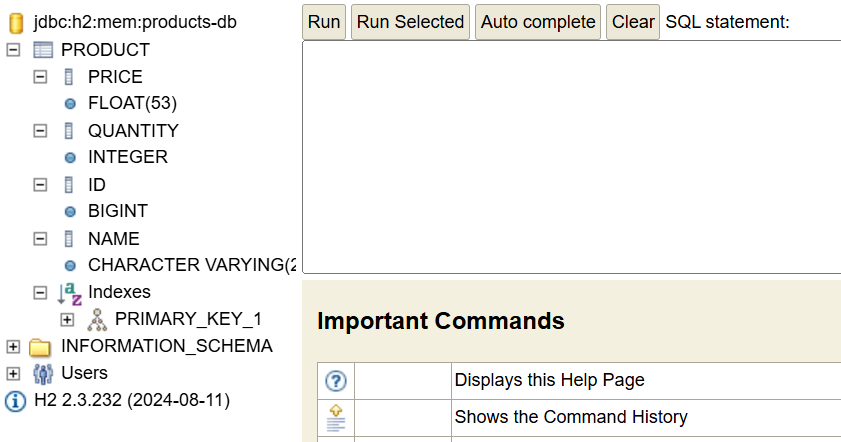 jdbc:h2:mem:products-db
PRODUCT
PRICE
FLOAT(53)
QUANTITY
INTEGER
ID
BIGINT
NAME
CHARACTER VARYING(2
Indexes
PRIMARY_KEY_1
INFORMATION_SCHEMA
Users
H2 2.3.232 (2024-08-11)
Run Run Selected Auto complete Clear SQL statement:
Important Commands
Displays this Help Page
Shows the Command History